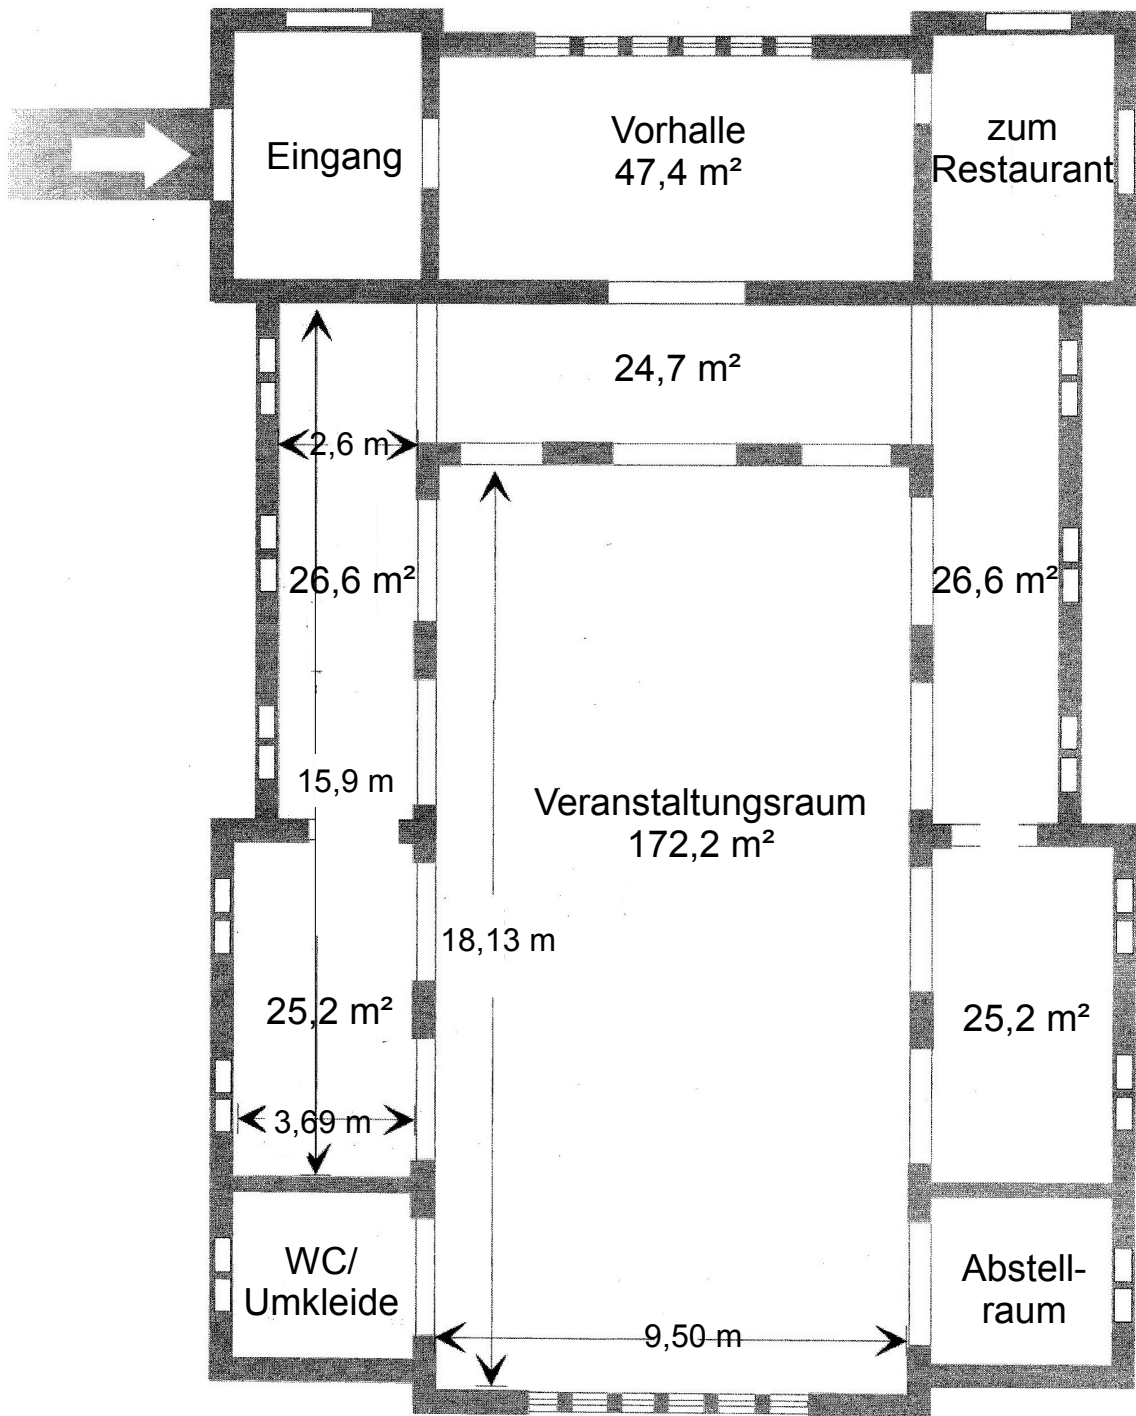 Eingang
Vorhalle
47,4 m²
zum
Restaurant
24,7 m²
2,6 m
26,6 m²
26,6 m²
15,9 m
Veranstaltungsraum
172,2 m²
18,13 m
25,2 m²
25,2 m²
3,69 m
WC/
Umkleide
Abstell-
raum
9,50 m